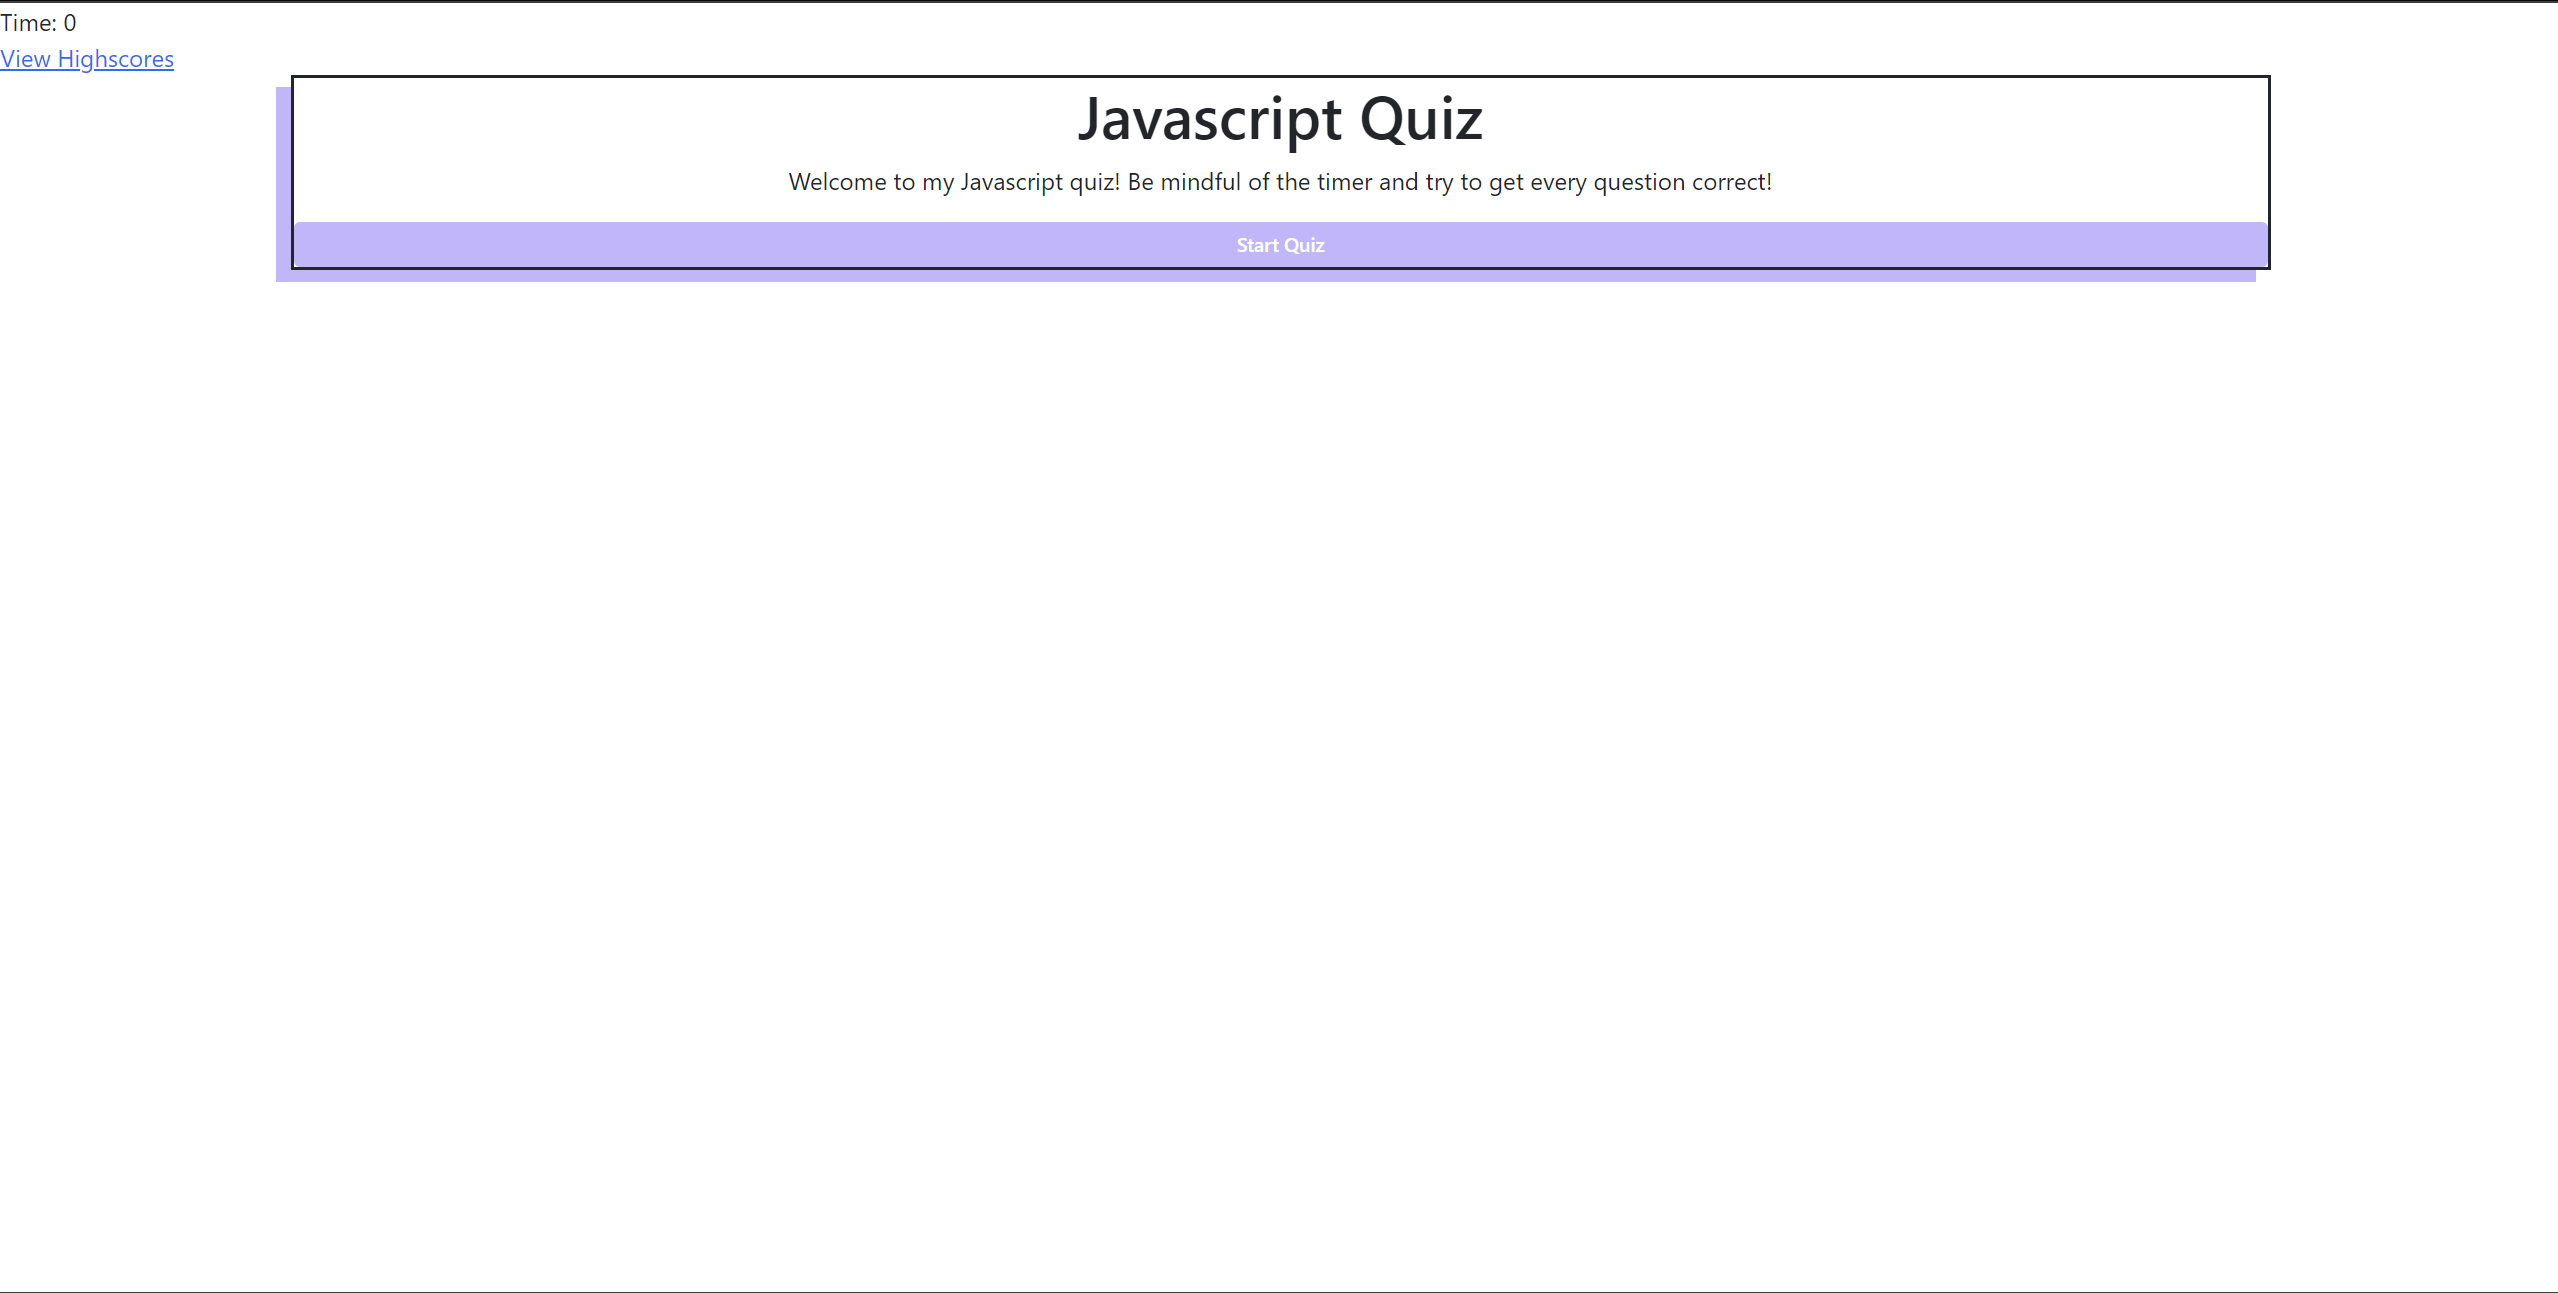 Time: 0
View Highscores
Javascript Quiz
Welcome to my Javascript quiz! Be mindful of the timer and try to get every question correct!
Start Quiz